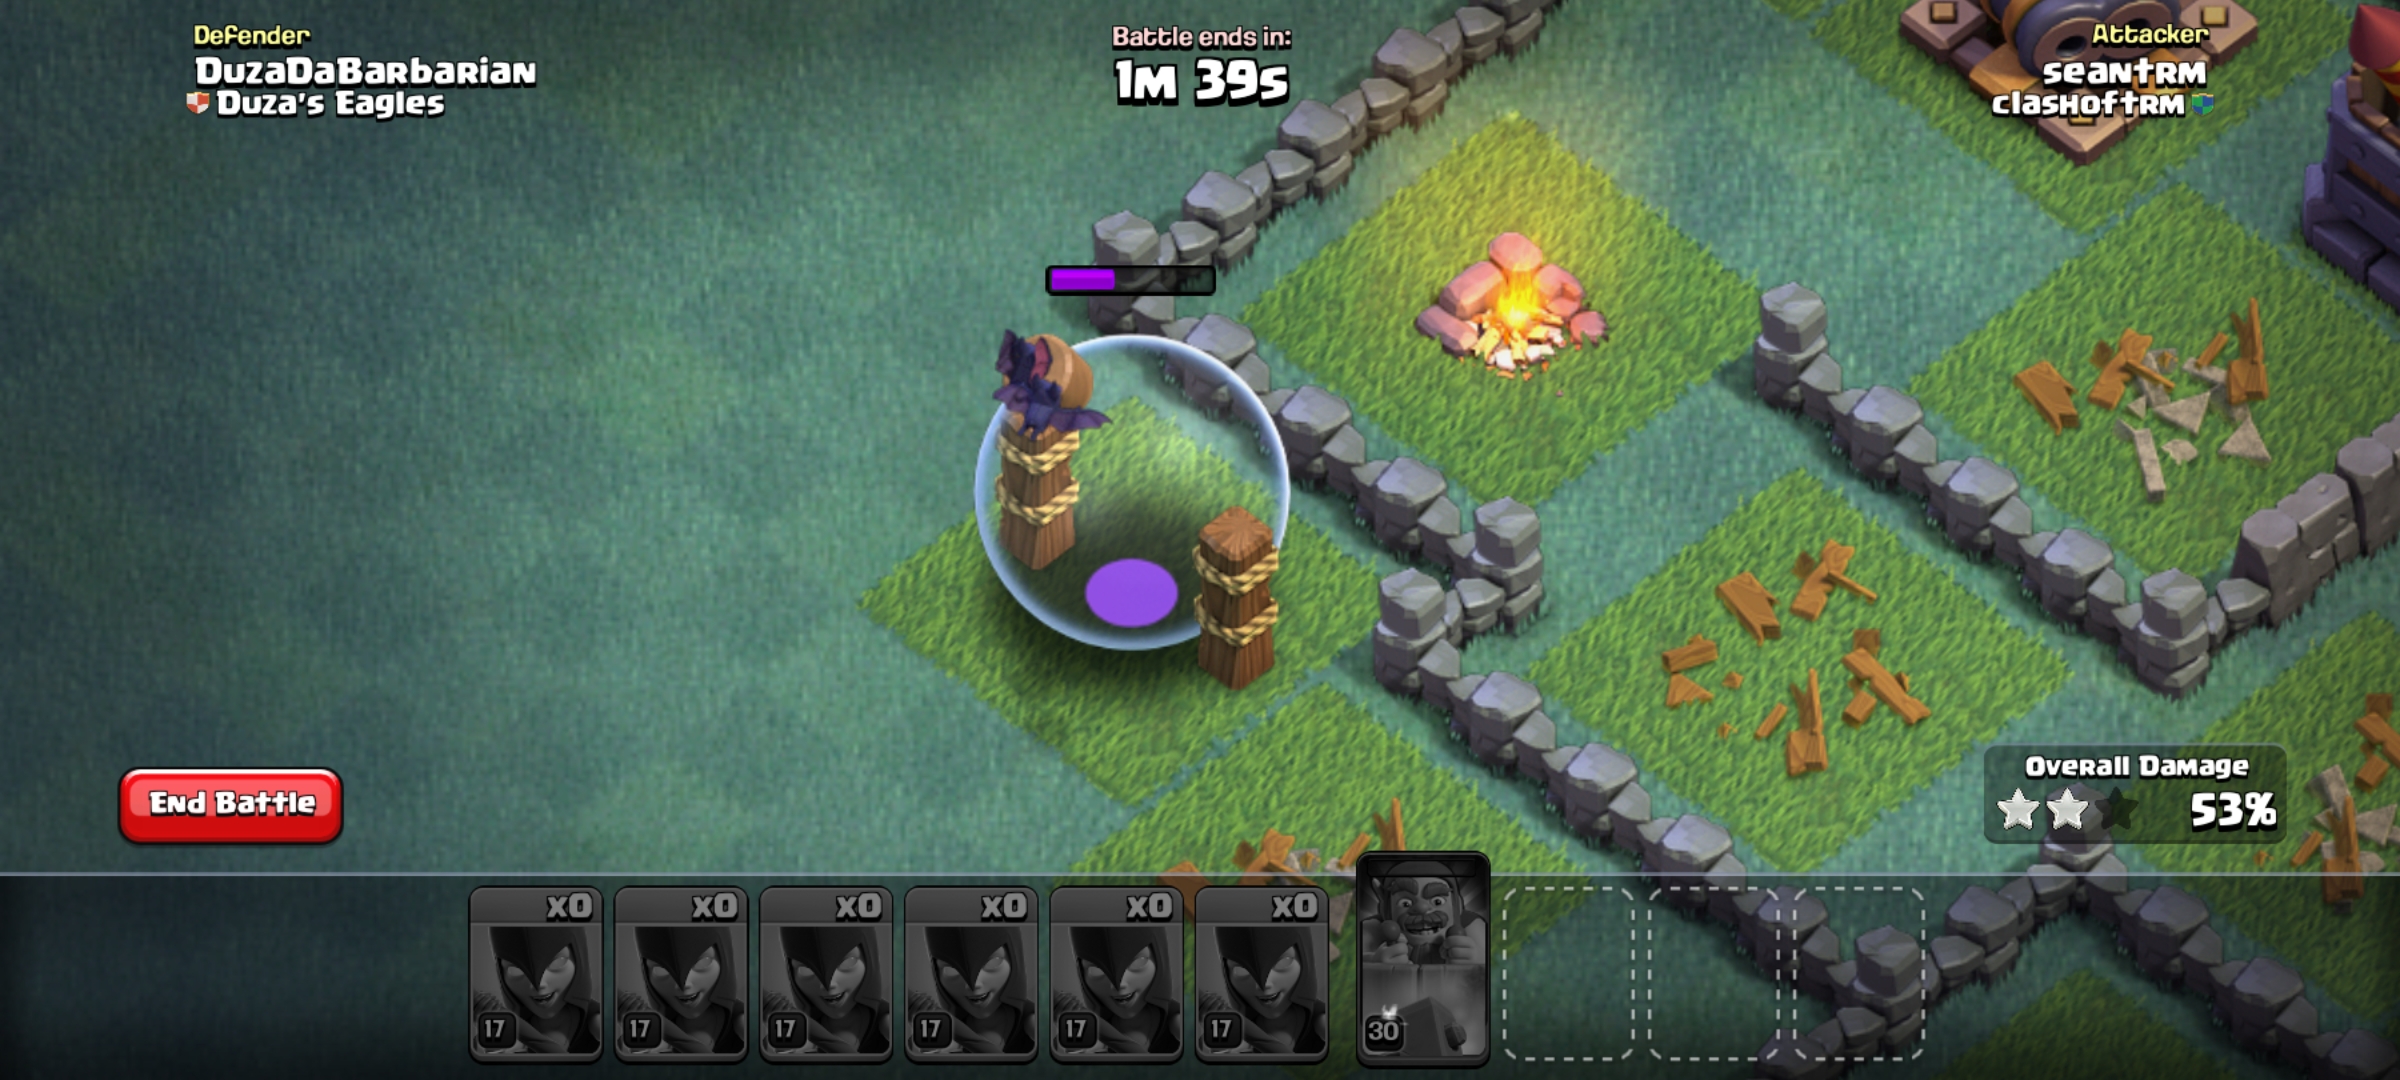 Defender
DuzaDaBarbarian
Duza's Eagles
Battle ends in:
1M 39s
Attacker
seantrm
clashoftrm
End Battle
Overall Damage
53%
x0 x0 x0 x0 x0 x0
17 17 17 17 17 17 30